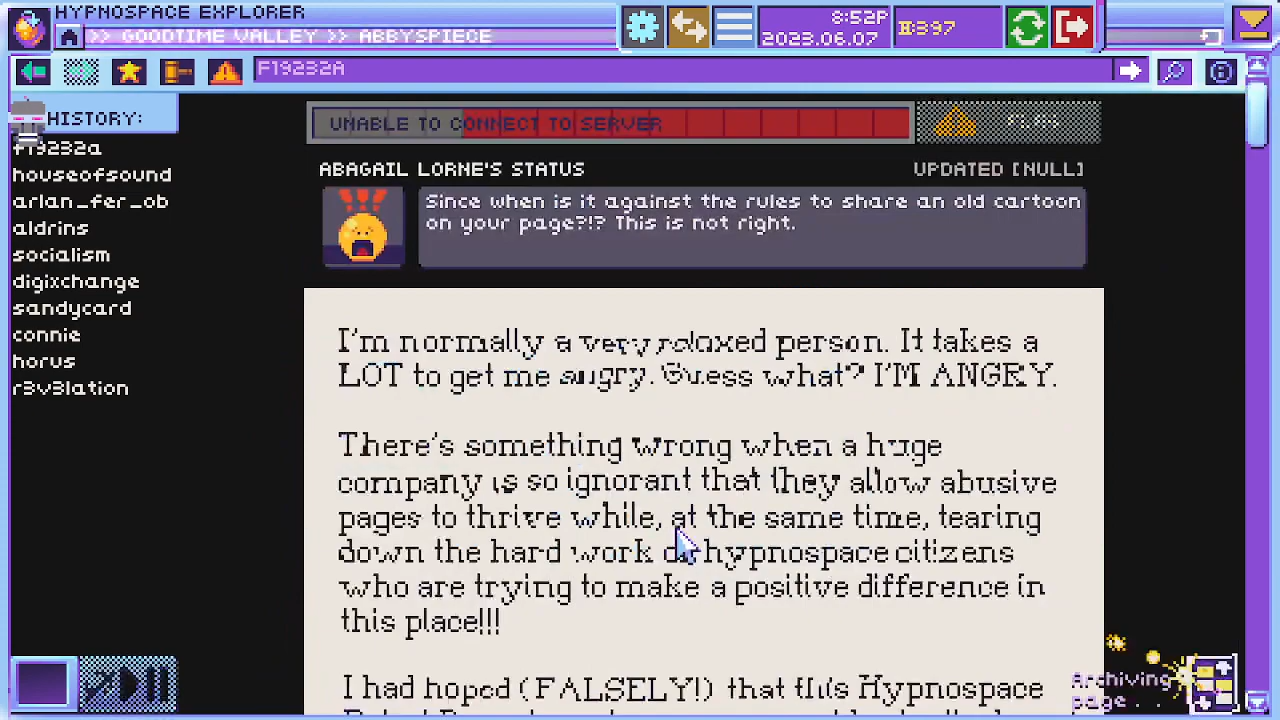 HYPNOSPACE EXPLORER
>> GOODTIME VALLEY >> ABBYSPIECE
8:52P
2023.06.07
397
F19232A
HISTORY:
f19232a
houseofsound
arlan_fer_ob
aldrins
socialism
digixchange
sandycard
connie
horus
r3v3lation
UNABLE TO CONNECT TO SERVER
ABAGAIL LORNE'S STATUS
UPDATED [NULL]
Since when is it against the rules to share an old cartoon
on your page?!? This is not right.
I'm normally a very relaxed person. It takes a
LOT to get me angry. Guess what? I'M ANGRY.
There's something wrong when a huge
company is so ignorant that they allow abusive
pages to thrive while, at the same time, tearing
down the hard work of hypnospace citizens
who are trying to make a positive difference in
this place!!!
I had hoped (FALSELY!) that this Hypnospace
Archiving
page . . .